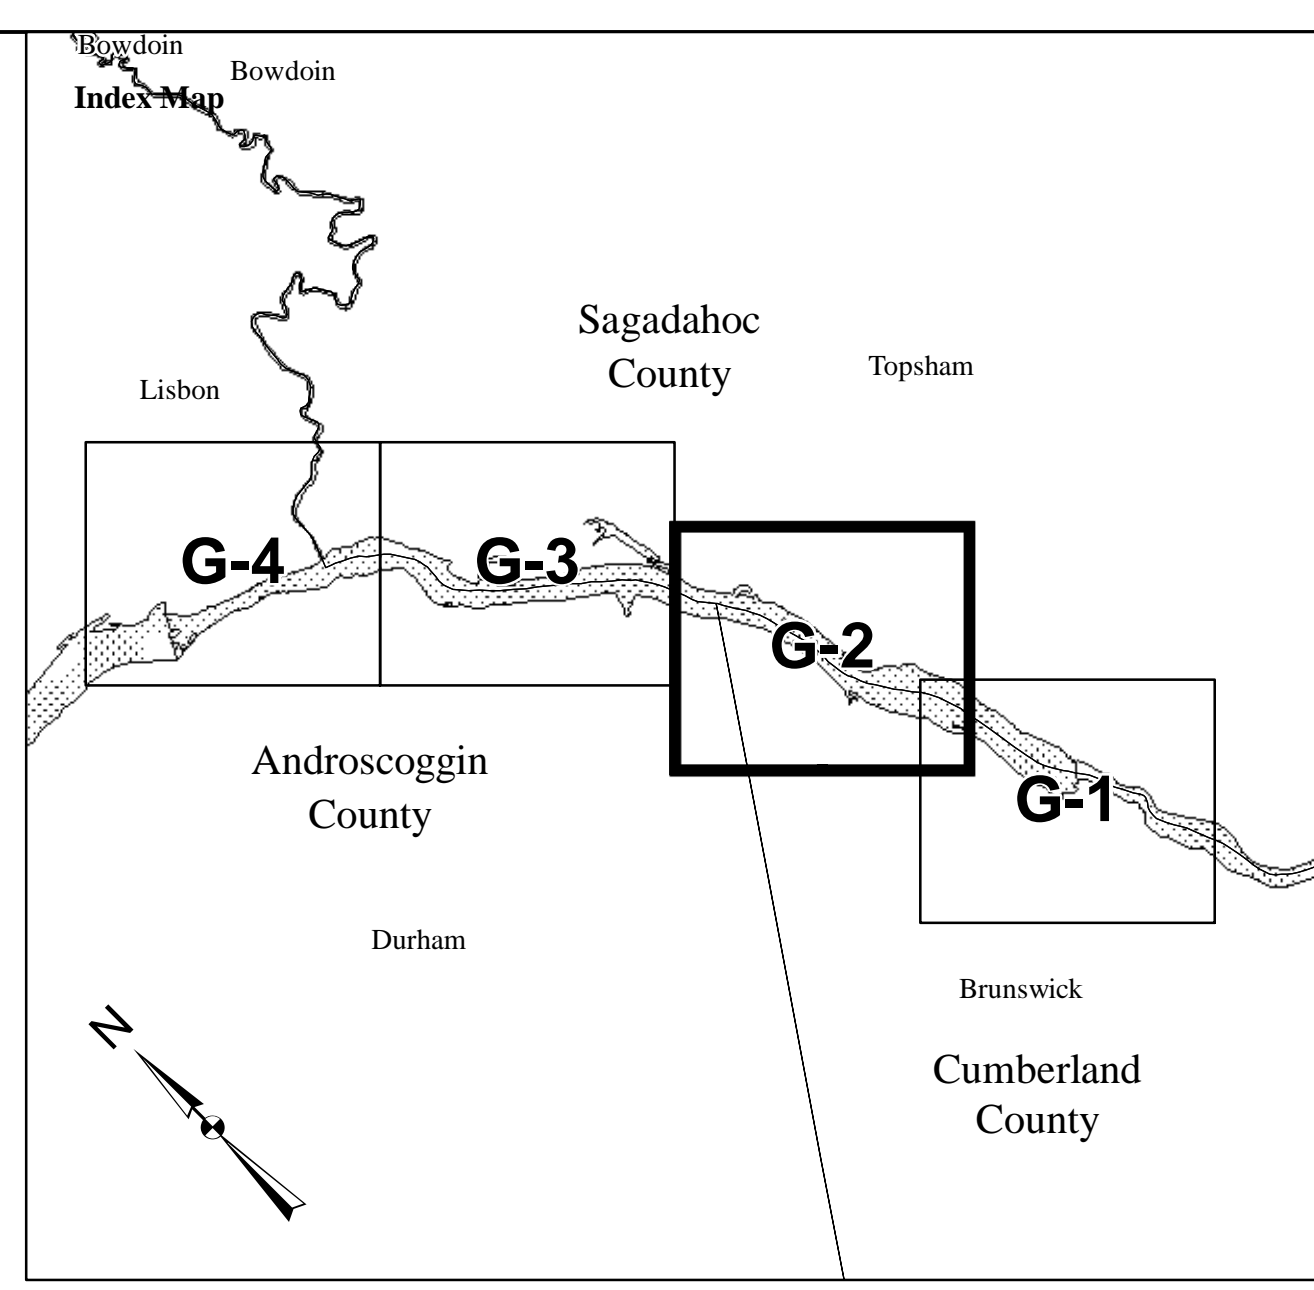 Bowdoin
Bowdoin
Index Map
Sagadahoc
County
Topsham
Lisbon
G-4
G-3
G-2
G-1
Androscoggin
County
Durham
Brunswick
N
Cumberland
County